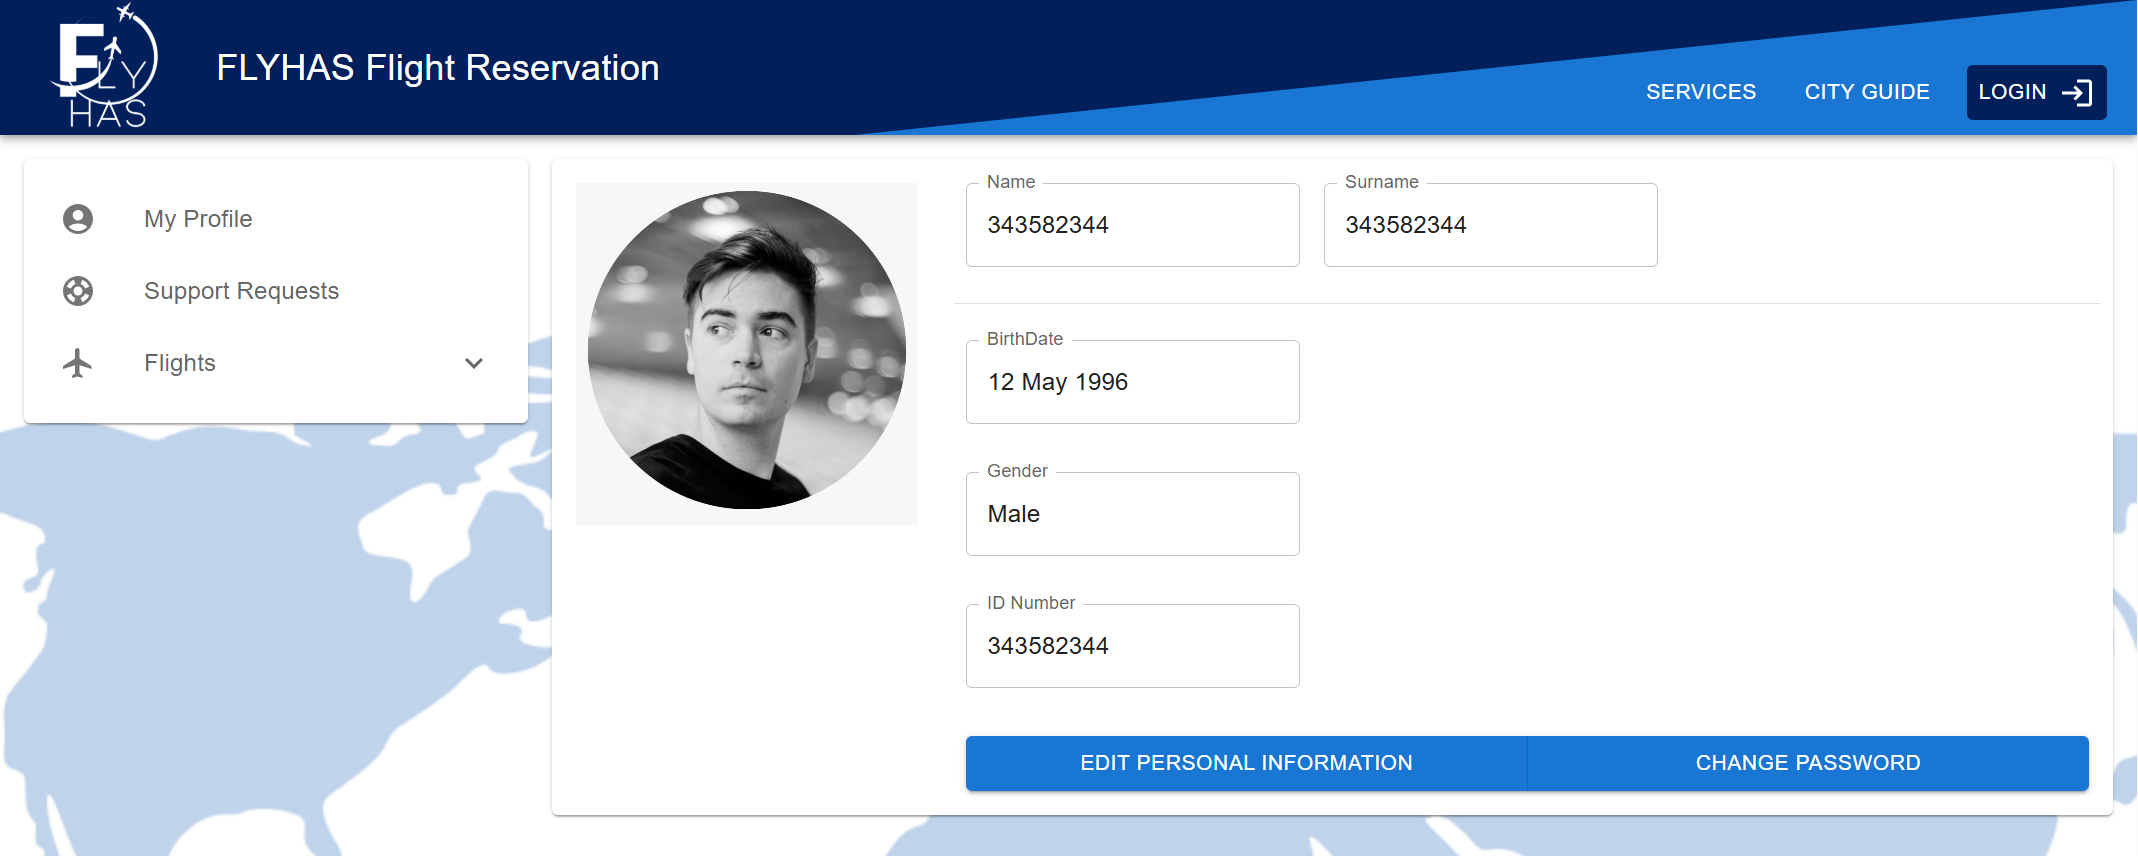 FLY
HAS
FLYHAS Flight Reservation
SERVICES
CITY GUIDE
LOGIN
My Profile
Support Requests
Flights
Name
343582344
Surname
343582344
BirthDate
12 May 1996
Gender
Male
ID Number
343582344
EDIT PERSONAL INFORMATION
CHANGE PASSWORD